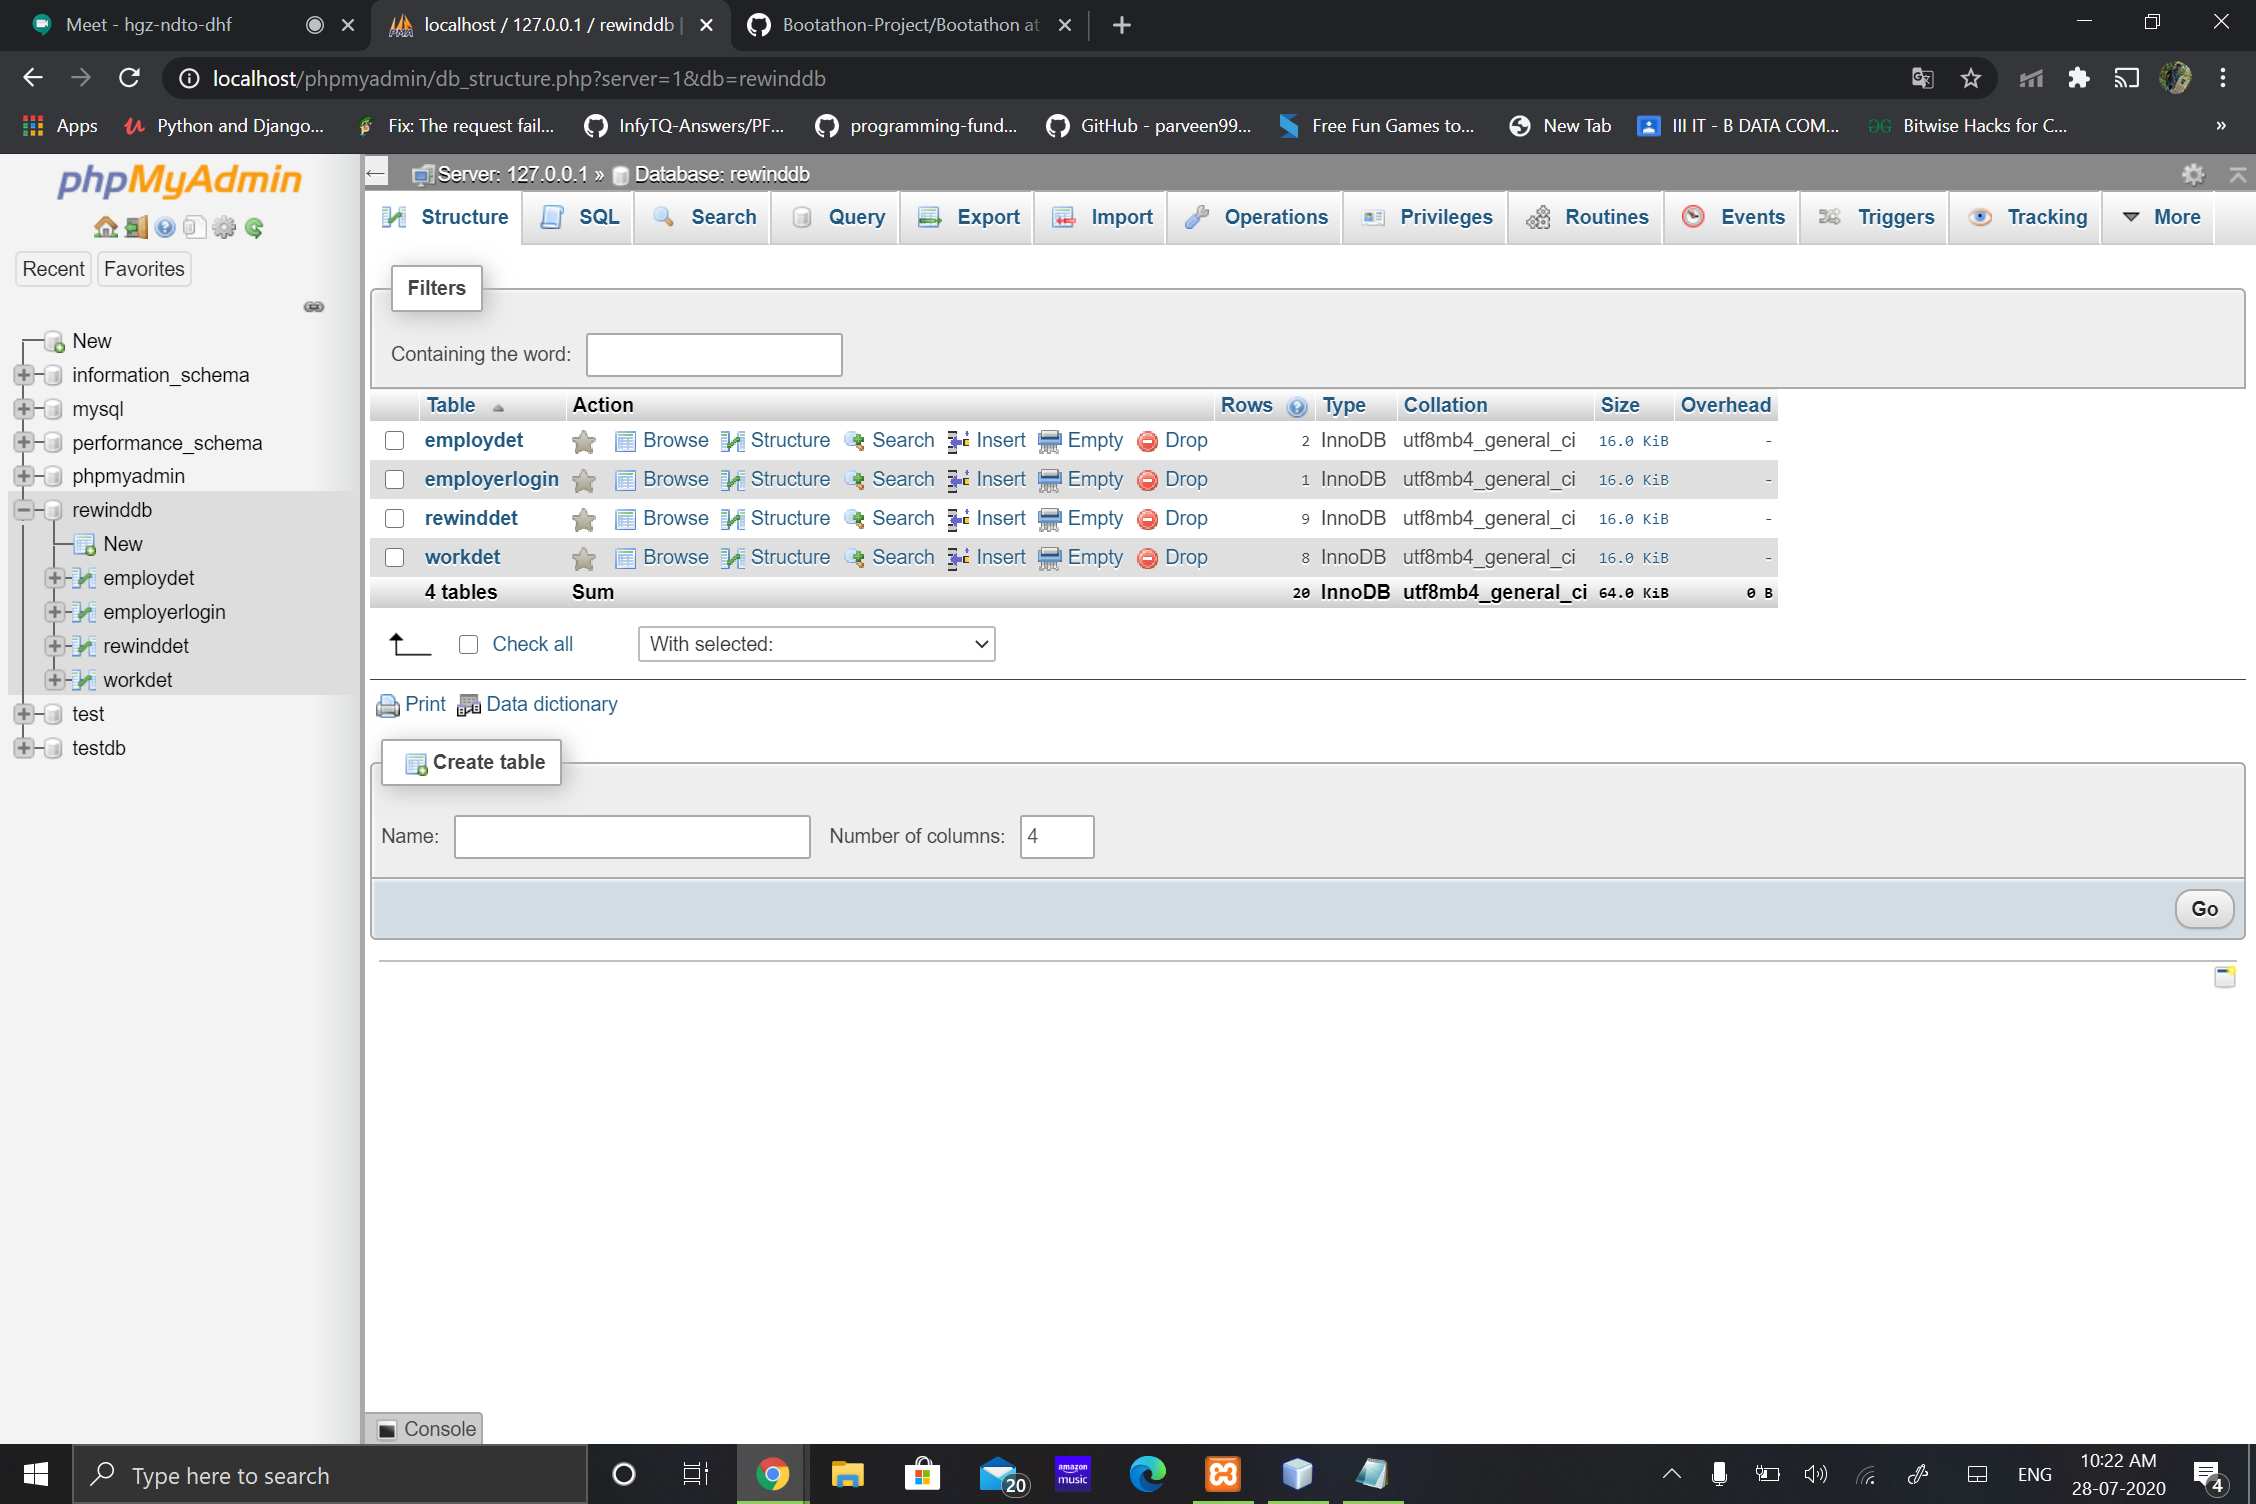 Meet - hgz-ndto-dhf
localhost / 127.0.0.1 / rewinddb |
Bootathon-Project/Bootathon at
localhost/phpmyadmin/db_structure.php?server=1&db=rewinddb
Apps Python and Django... Fix: The request fail... InfyTQ-Answers/PF... programming-fund... GitHub - parveen99... Free Fun Games to... New Tab III IT - B DATA COM... Bitwise Hacks for C... »
phpMyAdmin
Recent Favorites
New
information_schema
mysql
performance_schema
phpmyadmin
rewinddb
New
employdet
employerlogin
rewinddet
workdet
test
testdb
Server: 127.0.0.1 » Database: rewinddb
Structure SQL Search Query Export Import Operations Privileges Routines Events Triggers Tracking More
Filters
Containing the word:
Table Action Rows Type Collation Size Overhead
employdet Browse Structure Search Insert Empty Drop 2 InnoDB utf8mb4_general_ci 16.0 KiB -
employerlogin Browse Structure Search Insert Empty Drop 1 InnoDB utf8mb4_general_ci 16.0 KiB -
rewinddet Browse Structure Search Insert Empty Drop 9 InnoDB utf8mb4_general_ci 16.0 KiB -
workdet Browse Structure Search Insert Empty Drop 8 InnoDB utf8mb4_general_ci 16.0 KiB -
4 tables Sum 20 InnoDB utf8mb4_general_ci 64.0 KiB 0 B
Check all With selected:
Print Data dictionary
Create table
Name: Number of columns: 4
Go
Console
Type here to search
20
amazon music
ENG
10:22 AM
28-07-2020
4